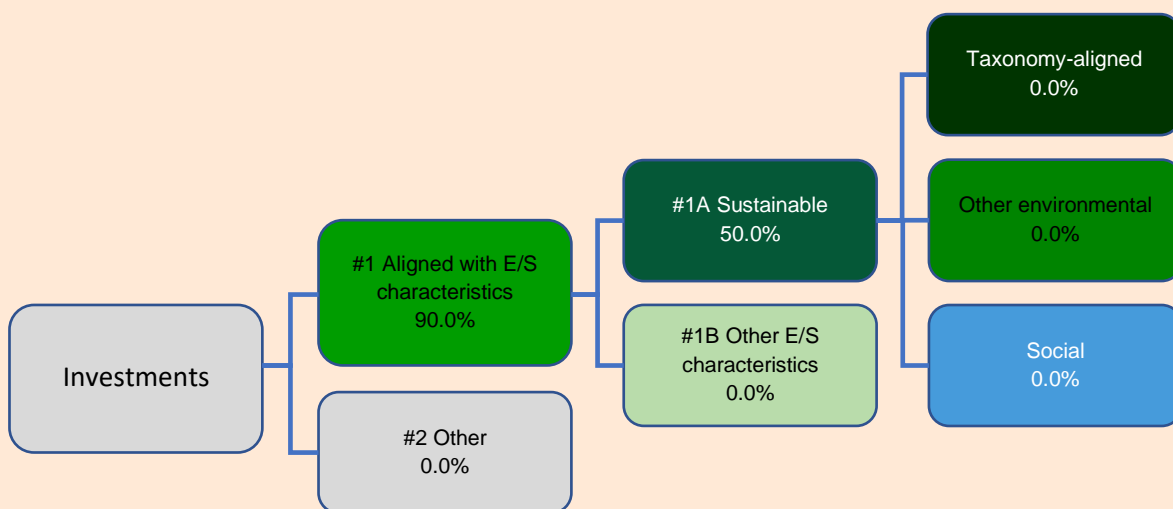 Investments
#1 Aligned with E/S
characteristics
90.0%
#2 Other
0.0%
#1A Sustainable
50.0%
#1B Other E/S
characteristics
0.0%
Taxonomy-aligned
0.0%
Other environmental
0.0%
Social
0.0%